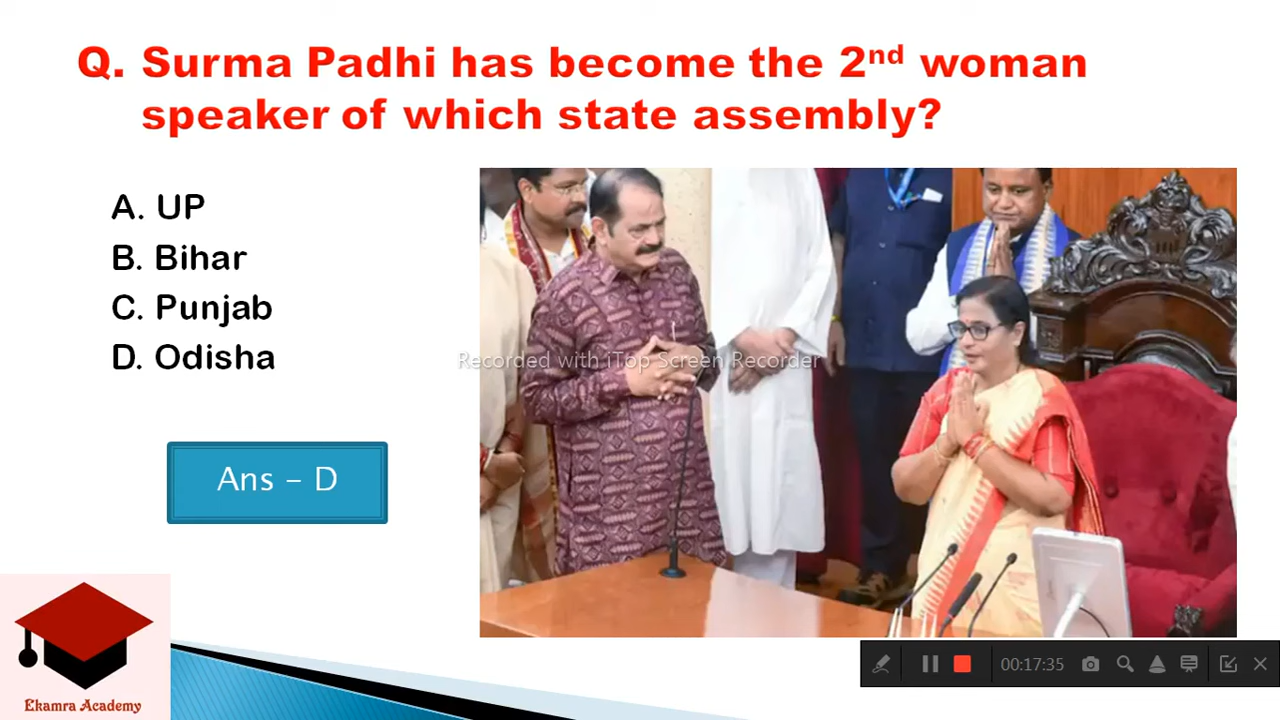 Q. Surma Padhi has become the 2nd woman
speaker of which state assembly?
A. UP
B. Bihar
C. Punjab
D. Odisha
Recorded with iTop Screen Recorder
Ans – D
Ekamra Academy
00:17:35